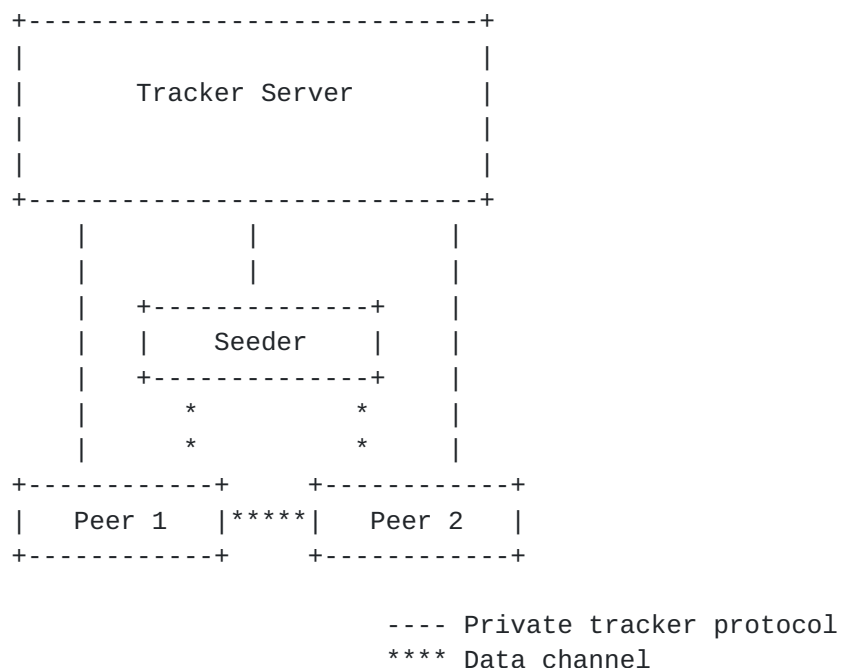 Tracker Server
Seeder
Peer 1 |*****| Peer 2
---- Private tracker protocol
**** Data channel